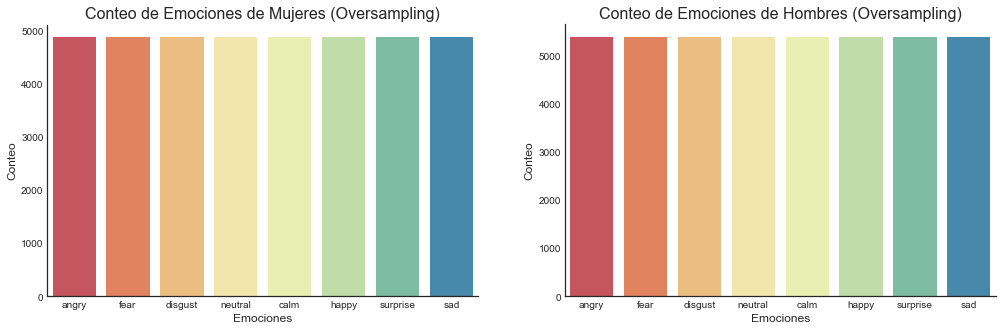 Conteo de Emociones de Mujeres (Oversampling)
5000
4000
3000
2000
1000
0
Conteo
angry fear disgust neutral calm happy surprise sad
Emociones
Conteo de Emociones de Hombres (Oversampling)
5000
4000
3000
2000
1000
0
Conteo
angry fear disgust neutral calm happy surprise sad
Emociones